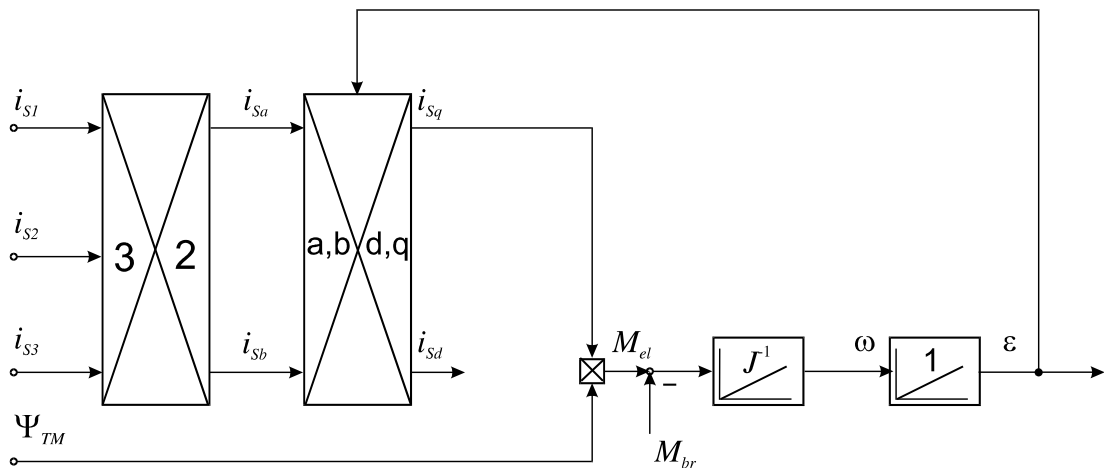 i_S1
i_Sa
i_Sq
i_S2
3 2
a,b d,q
i_S3
i_Sb
i_Sd
M_el
J^-1
ω
1
ε
Ψ_TM
−
M_br